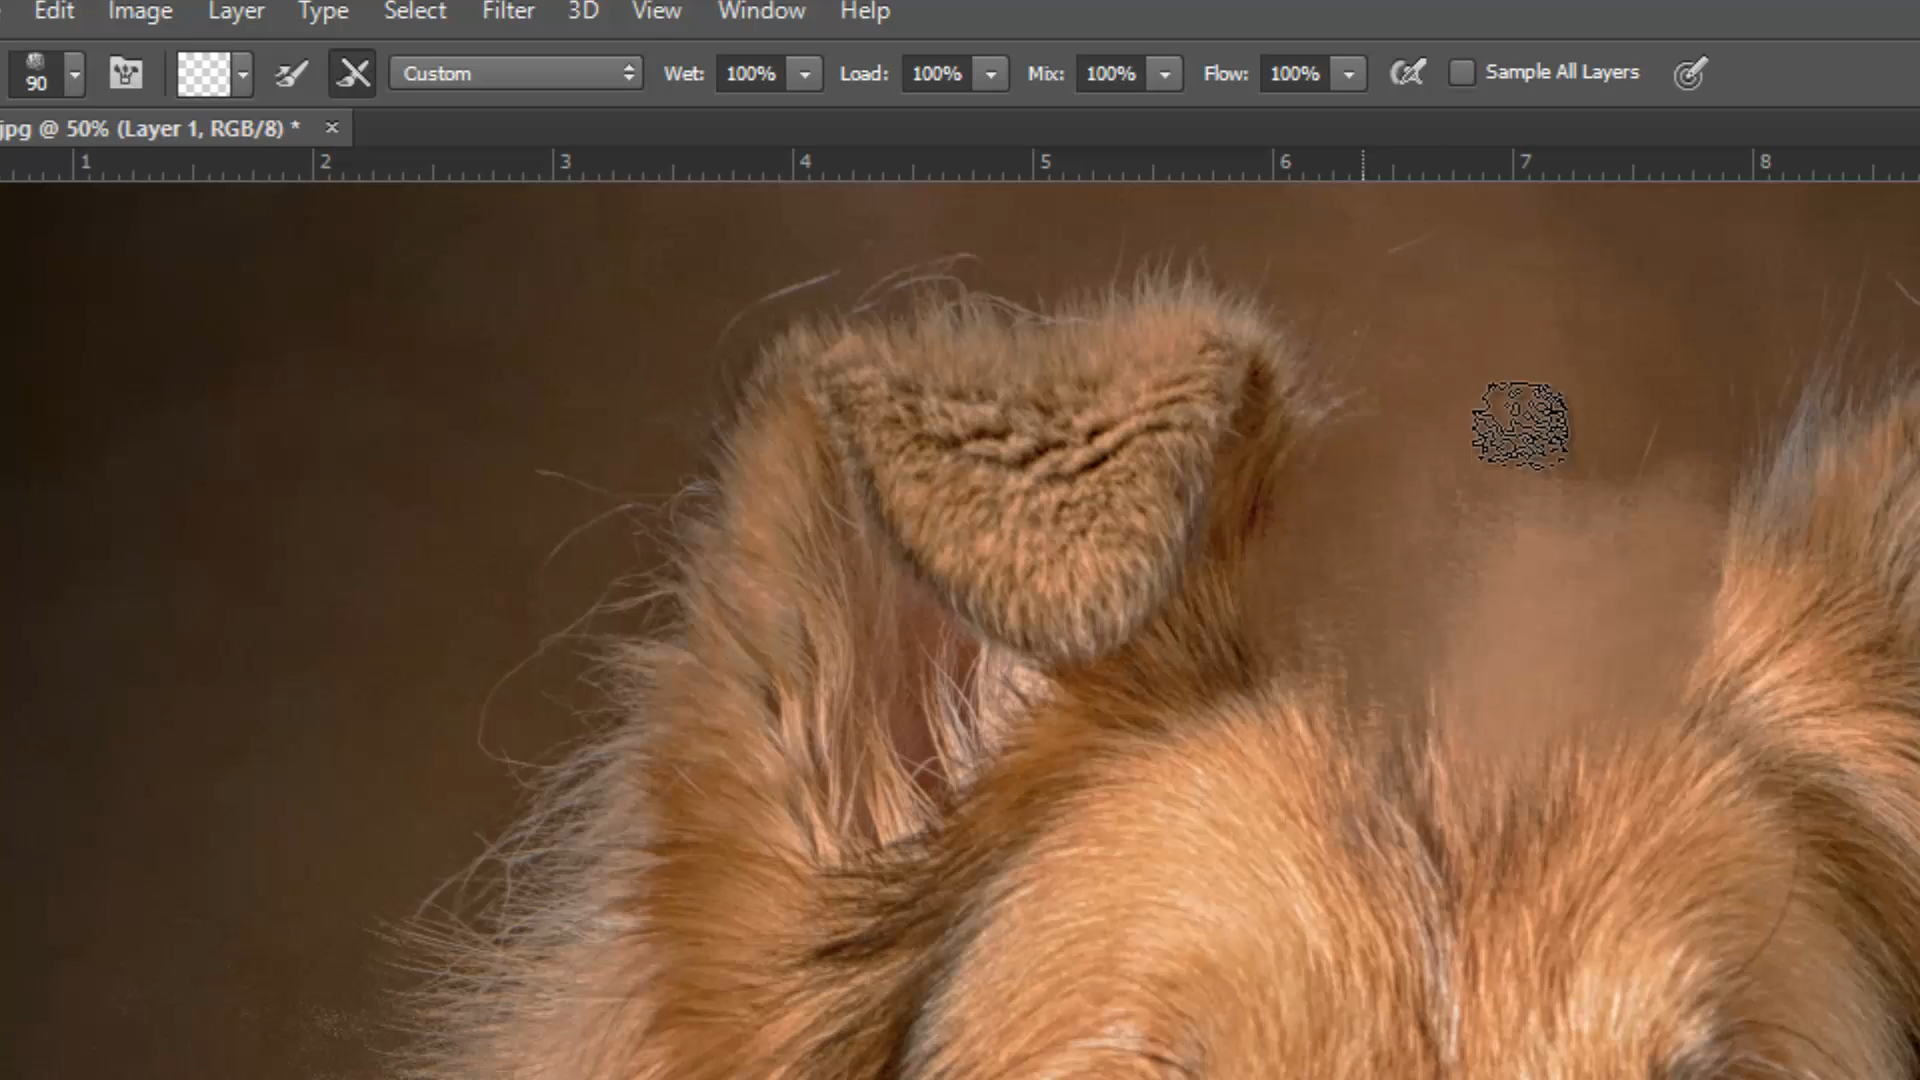 Edit Image Layer Type Select Filter 3D View Window Help
90 Custom Wet: 100% Load: 100% Mix: 100% Flow: 100% Sample All Layers
jpg @ 50% (Layer 1, RGB/8) * ×
1 2 3 4 5 6 7 8